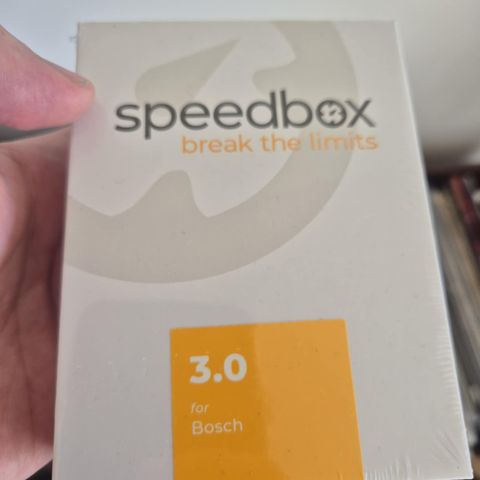 speedbox
break the limits
3.0
for
Bosch